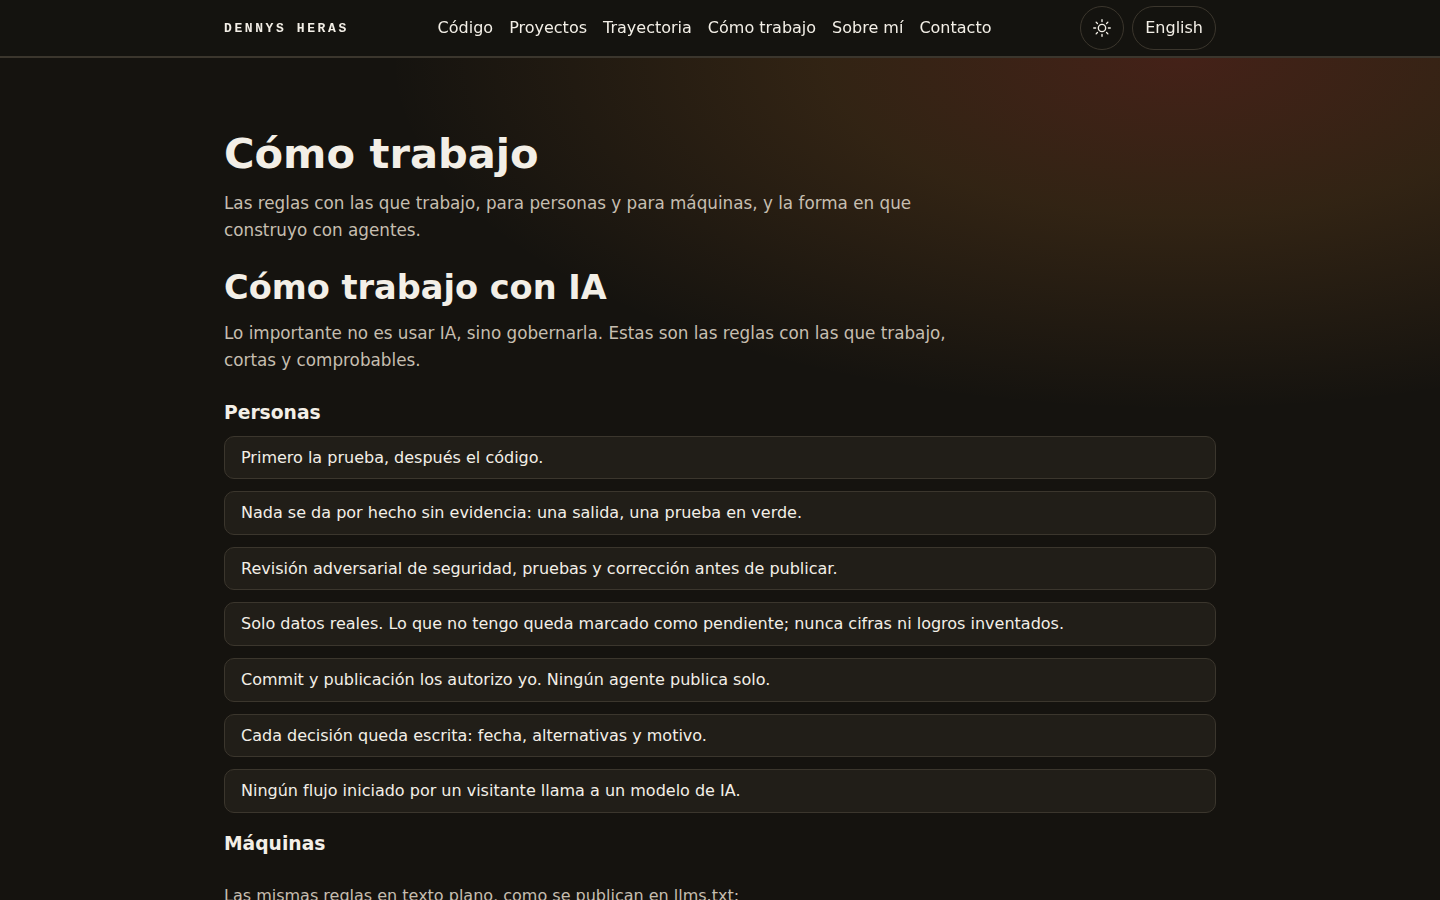 DENNYS HERAS
Código Proyectos Trayectoria Cómo trabajo Sobre mí Contacto
English
Cómo trabajo
Las reglas con las que trabajo, para personas y para máquinas, y la forma en que
construyo con agentes.
Cómo trabajo con IA
Lo importante no es usar IA, sino gobernarla. Estas son las reglas con las que trabajo,
cortas y comprobables.
Personas
Primero la prueba, después el código.
Nada se da por hecho sin evidencia: una salida, una prueba en verde.
Revisión adversarial de seguridad, pruebas y corrección antes de publicar.
Solo datos reales. Lo que no tengo queda marcado como pendiente; nunca cifras ni logros inventados.
Commit y publicación los autorizo yo. Ningún agente publica solo.
Cada decisión queda escrita: fecha, alternativas y motivo.
Ningún flujo iniciado por un visitante llama a un modelo de IA.
Máquinas
Las mismas reglas en texto plano, como se publican en llms.txt: